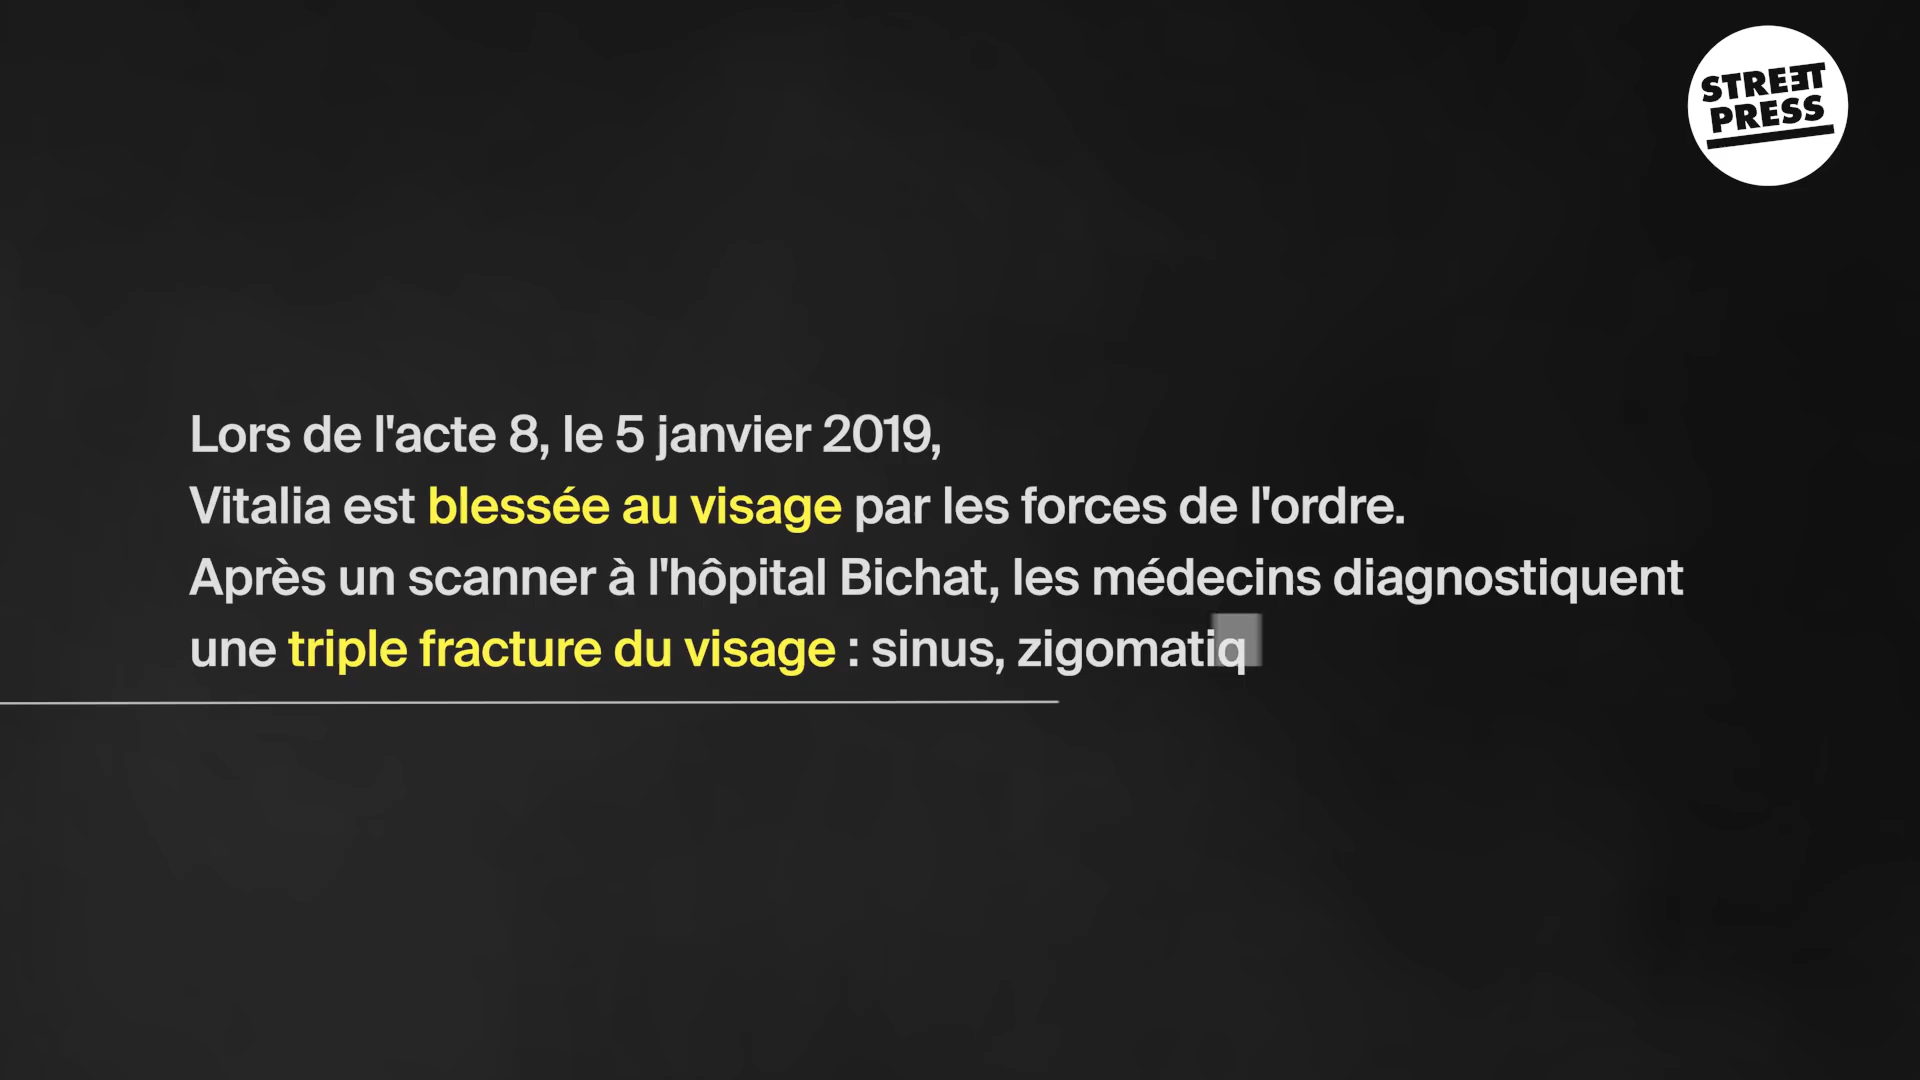 STREET
PRESS
Lors de l'acte 8, le 5 janvier 2019,
Vitalia est blessée au visage par les forces de l'ordre.
Après un scanner à l'hôpital Bichat, les médecins diagnostiquent
une triple fracture du visage : sinus, zigomatiq